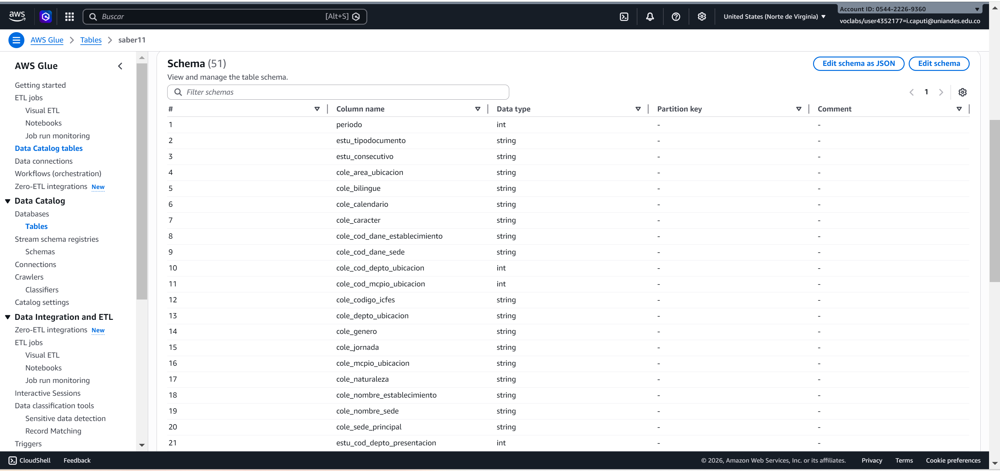 aws
Buscar [Alt+S]
United States (Norte de Virginia)
Account ID: 0544-2226-9360
voclabs/user4352177=i.caputi@uniandes.edu.co
AWS Glue > Tables > saber11
AWS Glue
Getting started
ETL jobs
Visual ETL
Notebooks
Job run monitoring
Data Catalog tables
Data connections
Workflows (orchestration)
Zero-ETL integrations New
Data Catalog
Databases
Tables
Stream schema registries
Schemas
Connections
Crawlers
Classifiers
Catalog settings
Data Integration and ETL
Zero-ETL integrations New
ETL jobs
Visual ETL
Notebooks
Job run monitoring
Interactive Sessions
Data classification tools
Sensitive data detection
Record Matching
Triggers
Schema (51)
Edit schema as JSON
Edit schema
View and manage the table schema.
Filter schemas
1
# Column name Data type Partition key Comment
1 periodo int - -
2 estu_tipodocumento string - -
3 estu_consecutivo string - -
4 cole_area_ubicacion string - -
5 cole_bilingue string - -
6 cole_calendario string - -
7 cole_caracter string - -
8 cole_cod_dane_establecimiento string - -
9 cole_cod_dane_sede string - -
10 cole_cod_depto_ubicacion int - -
11 cole_cod_mcpio_ubicacion int - -
12 cole_codigo_icfes string - -
13 cole_depto_ubicacion string - -
14 cole_genero string - -
15 cole_jornada string - -
16 cole_mcpio_ubicacion string - -
17 cole_naturaleza string - -
18 cole_nombre_establecimiento string - -
19 cole_nombre_sede string - -
20 cole_sede_principal string - -
21 estu_cod_depto_presentacion int - -
CloudShell Feedback
© 2026, Amazon Web Services, Inc. or its affiliates. Privacy Terms Cookie preferences